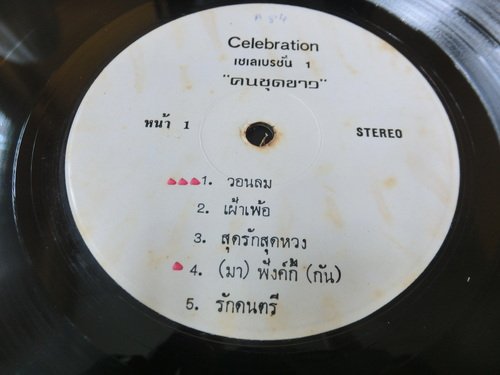 Celebration
เซเลเบรชั่น 1
"คนชุดขาว"
หน้า 1 STEREO
1. วอนลม
2. เฝ้าเพ้อ
3. สุดรักสุดหวง
4. (มา) ฟังค์กี้ (กัน)
5. รักดนตรี